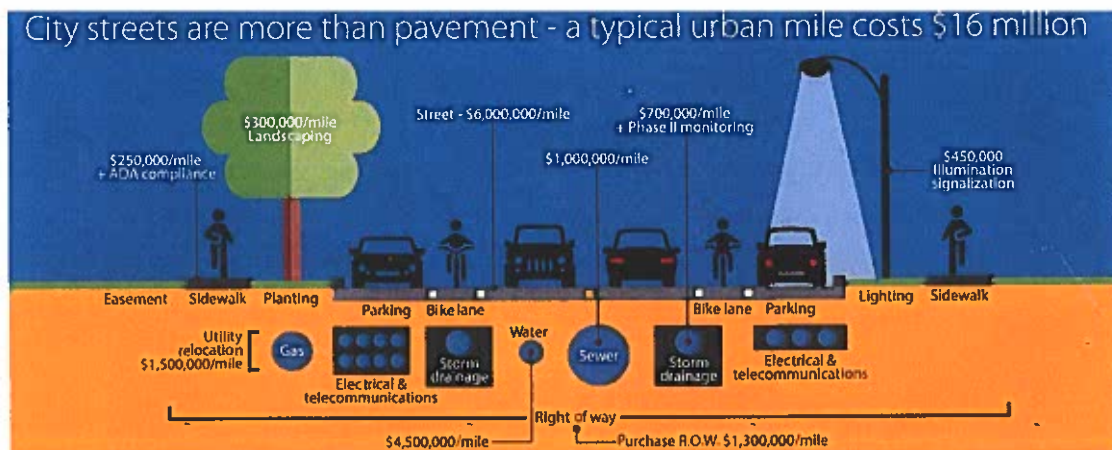 City streets are more than pavement - a typical urban mile costs $16 million
$300,000/mile
Landscaping
Street - $6,000,000/mile
$700,000/mile
+ Phase II monitoring
$250,000/mile
+ ADA compliance
$1,000,000/mile
$450,000
Illumination
signalization
Easement
Sidewalk
Planting
Parking
Bike lane
Bike lane
Parking
Lighting
Sidewalk
Utility
relocation
$1,500,000/mile
Gas
Electrical &
telecommunications
Storm
drainage
Water
Sewer
Storm
drainage
Electrical &
telecommunications
Right of way
$4,500,000/mile
Purchase R.O.W. $1,300,000/mile